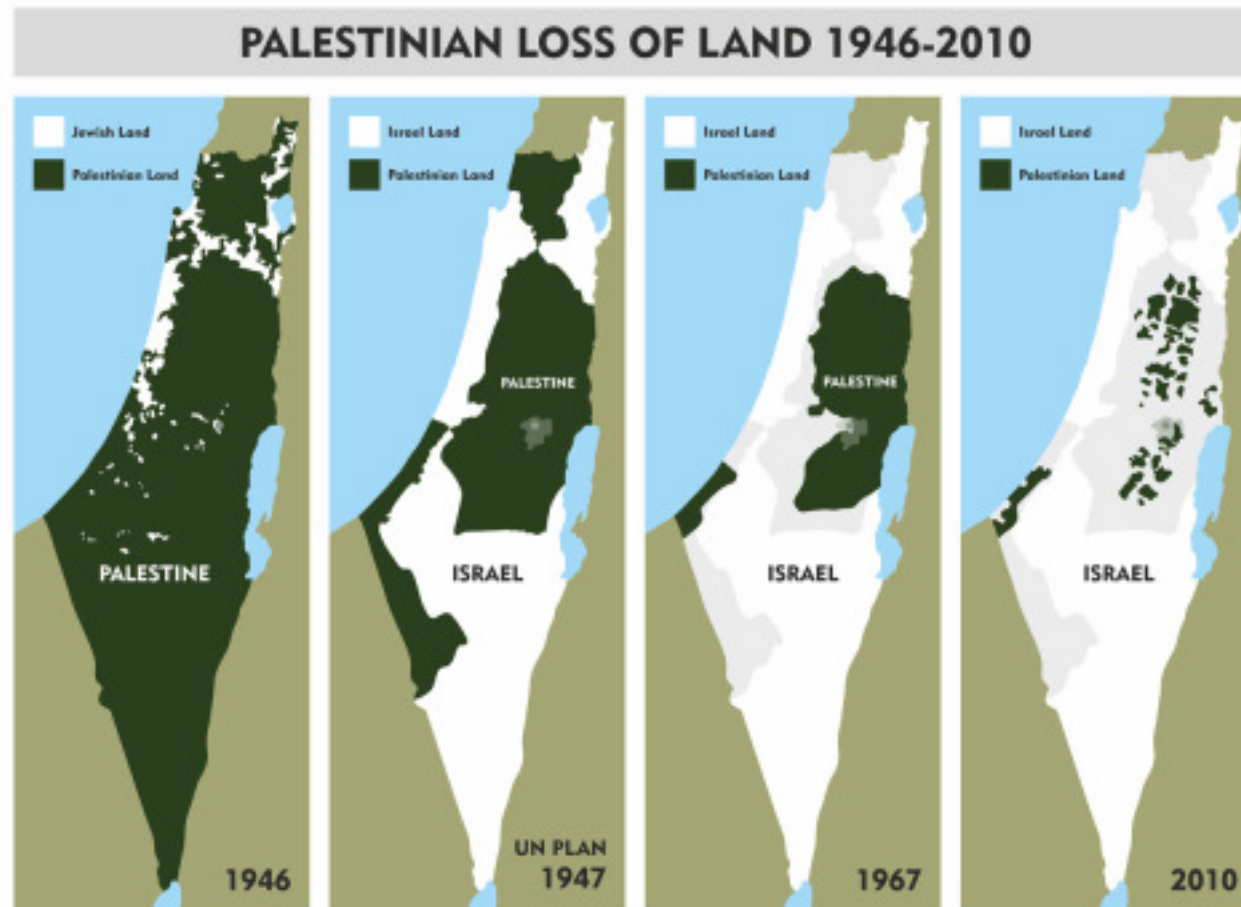 PALESTINIAN LOSS OF LAND 1946-2010
Jewish Land
Palestinian Land
PALESTINE
1946
Israel Land
Palestinian Land
PALESTINE
ISRAEL
UN PLAN
1947
Israel Land
Palestinian Land
PALESTINE
ISRAEL
1967
Israel Land
Palestinian Land
ISRAEL
2010